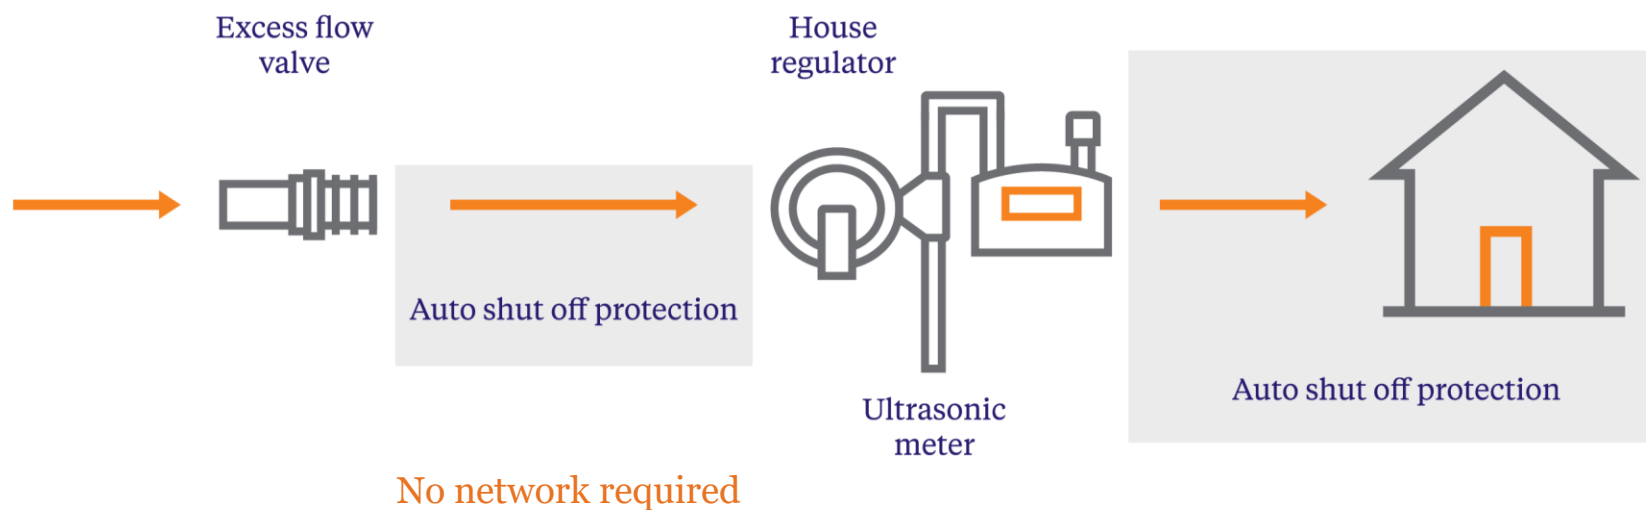 Excess flow
valve
House
regulator
Auto shut off protection
Ultrasonic
meter
Auto shut off protection
No network required